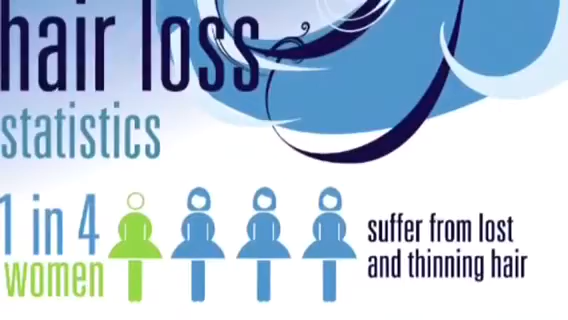 hair loss
statistics
1 in 4
women
suffer from lost
and thinning hair